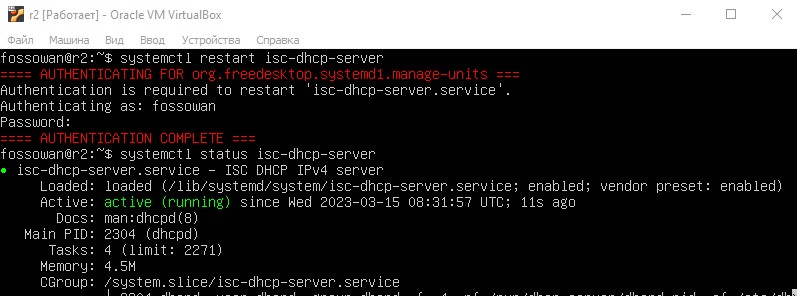 r2 [Работает] - Oracle VM VirtualBox
Файл Машина Вид Ввод Устройства Справка
fossowan@r2:~$ systemctl restart isc-dhcp-server
==== AUTHENTICATING FOR org.freedesktop.systemd1.manage-units ===
Authentication is required to restart 'isc-dhcp-server.service'.
Authenticating as: fossowan
Password:
==== AUTHENTICATION COMPLETE ===
fossowan@r2:~$ systemctl status isc-dhcp-server
● isc-dhcp-server.service - ISC DHCP IPv4 server
Loaded: loaded (/lib/systemd/system/isc-dhcp-server.service; enabled; vendor preset: enabled)
Active: active (running) since Wed 2023-03-15 08:31:57 UTC; 11s ago
Docs: man:dhcpd(8)
Main PID: 2304 (dhcpd)
Tasks: 4 (limit: 2271)
Memory: 4.5M
CGroup: /system.slice/isc-dhcp-server.service